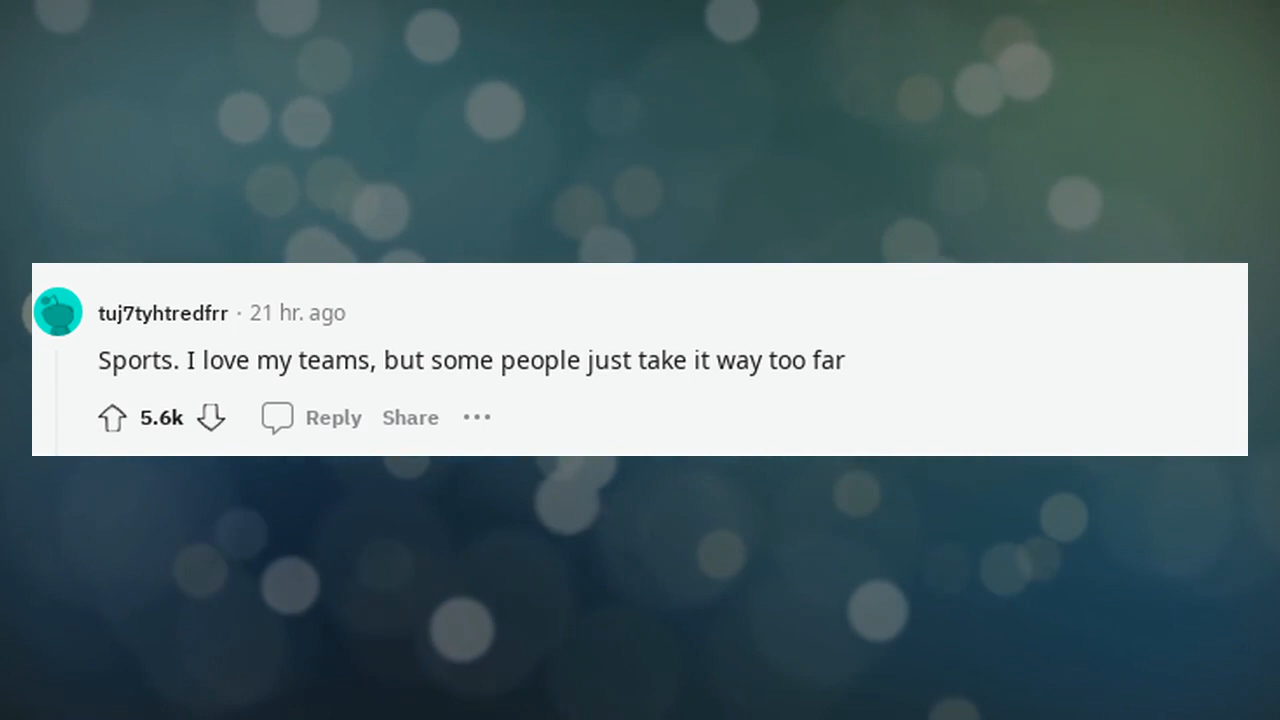 tuj7tyhtredfrr · 21 hr. ago
Sports. I love my teams, but some people just take it way too far
5.6k Reply Share •••